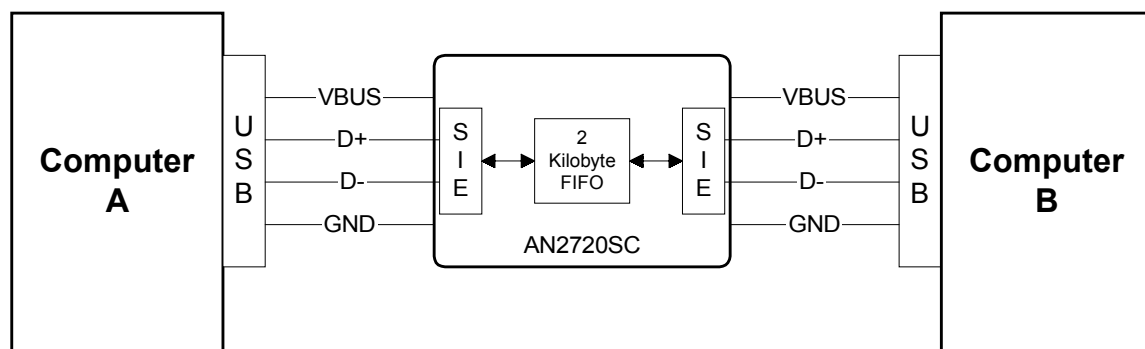 Computer
A
U
S
B
VBUS
D+
D-
GND
S
I
E
2
Kilobyte
FIFO
S
I
E
AN2720SC
VBUS
D+
D-
GND
U
S
B
Computer
B